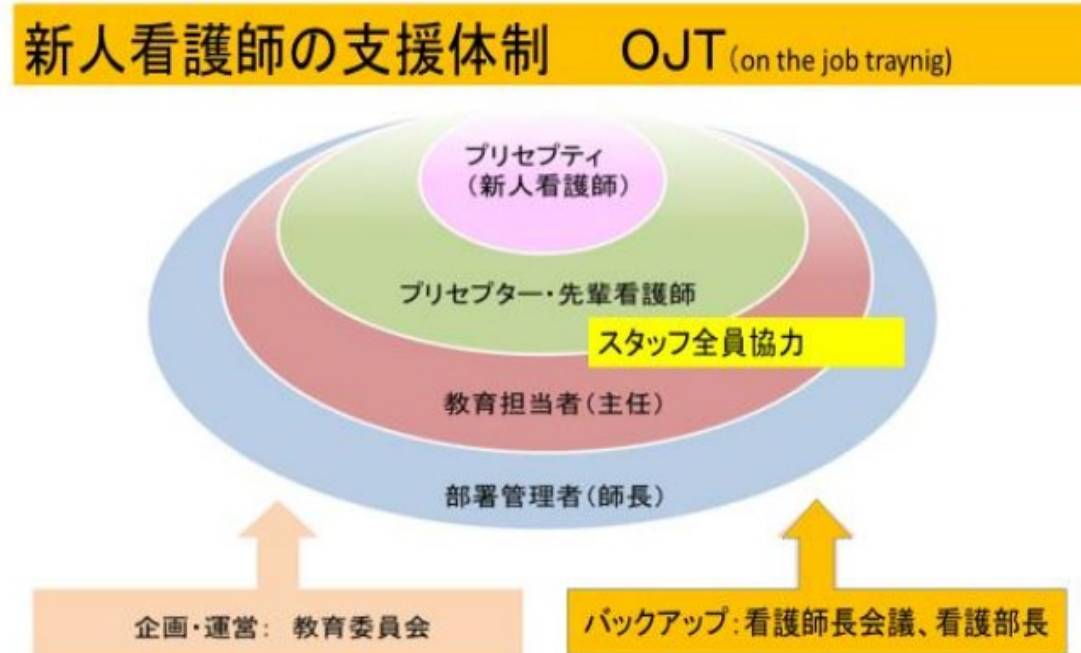 新人看護師の支援体制　OJT(on the job traynig)
プリセプティ
（新人看護師）
プリセプター・先輩看護師
スタッフ全員協力
教育担当者（主任）
部署管理者（師長）
企画・運営：　教育委員会
バックアップ：看護師長会議、看護部長